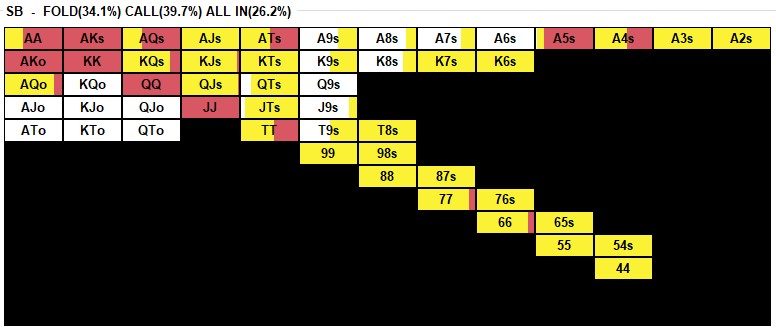 SB - FOLD(34.1%) CALL(39.7%) ALL IN(26.2%)
AA AKs AQs AJs ATs A9s A8s A7s A6s A5s A4s A3s A2s
AKo KK KQs KJs KTs K9s K8s K7s K6s
AQo KQo QQ QJs QTs Q9s
AJo KJo QJo JJ JTs J9s
ATo KTo QTo TT T9s T8s
99 98s
88 87s
77 76s
66 65s
55 54s
44